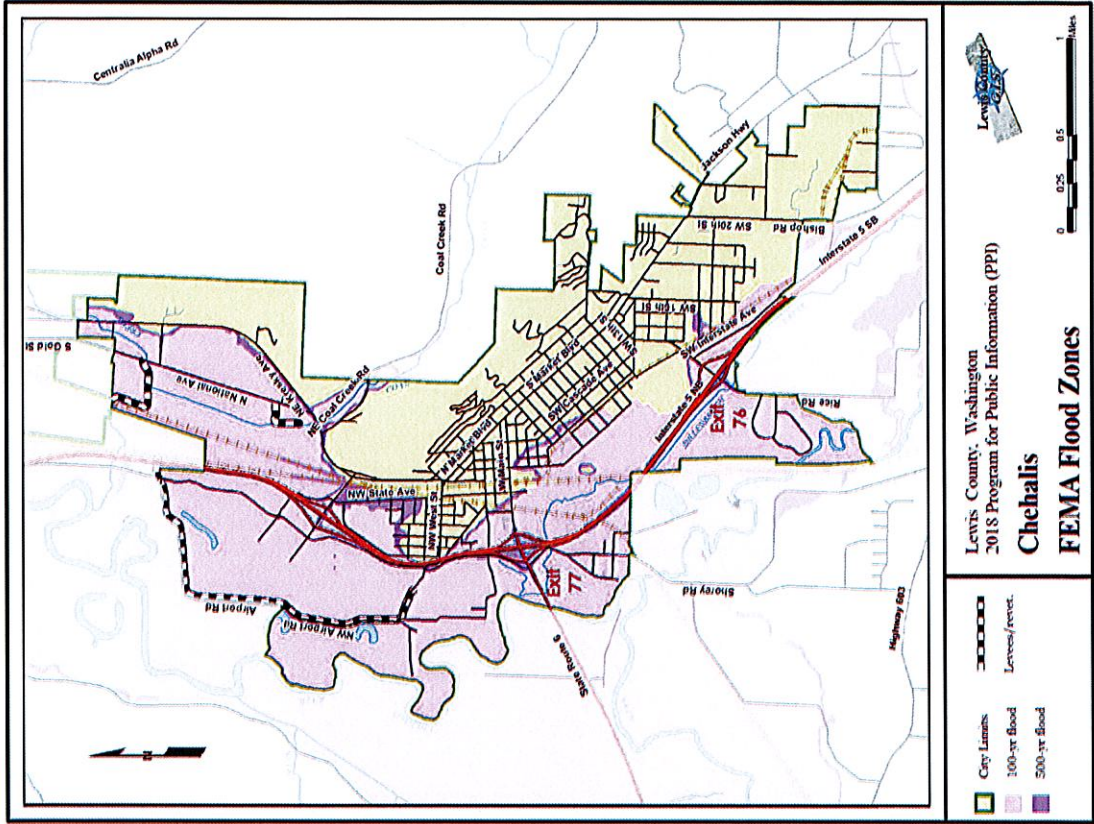 Centralia Alpha Rd
S Gold St
N National Ave
NE Kresky Ave
NE Coal Creek Rd
Coal Creek Rd
Airport Rd
NW Airport Rd
NW State Ave
NW West St
W Main St
N Market Blvd
S Market Blvd
SW Cascade Ave
SW 13th St
SW 16th St
SW 20th St
Jackson Hwy
Bishop Rd
Interstate 5 SB
SW Interstate Ave
Interstate 5 NB
Exit
76
Rice Rd
Exit
77
State Route 6
Shorey Rd
Highway 603
N
City Limits
100-yr flood
500-yr flood
Levees/revet.
Lewis County, Washington
2018 Program for Public Information (PPI)
Chehalis
FEMA Flood Zones
Lewis County
GIS
0 0.25 0.5 1
Miles